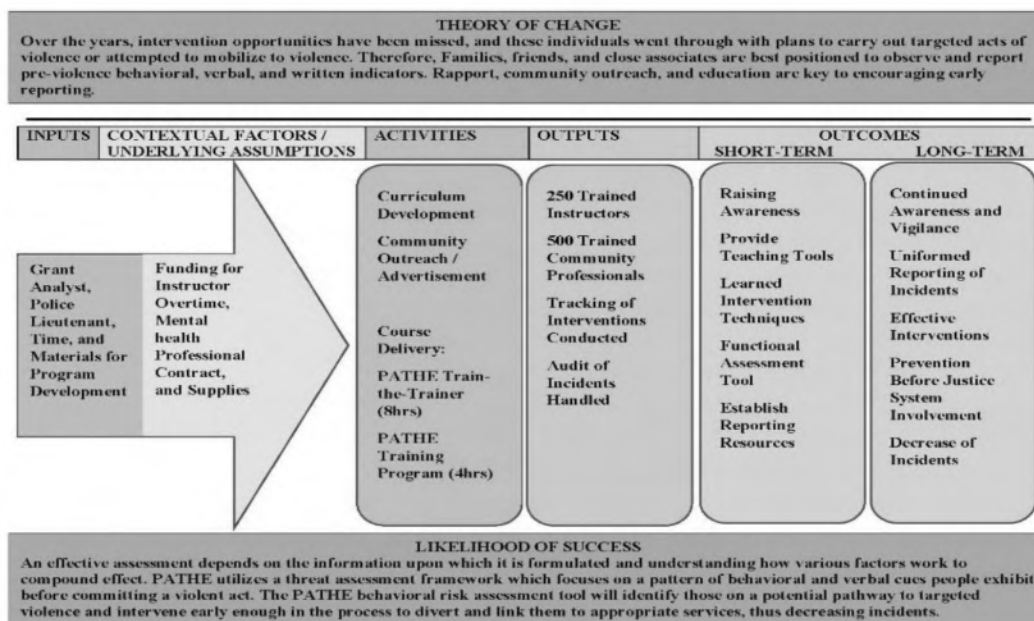 THEORY OF CHANGE
Over the years, intervention opportunities have been missed, and these individuals went through with plans to carry out targeted acts of
violence or attempted to mobilize to violence. Therefore, Families, friends, and close associates are best positioned to observe and report
pre-violence behavioral, verbal, and written indicators. Rapport, community outreach, and education are key to encouraging early
reporting.
INPUTS
CONTEXTUAL FACTORS /
UNDERLYING ASSUMPTIONS
ACTIVITIES
OUTPUTS
OUTCOMES
SHORT-TERM
LONG-TERM
Grant
Analyst,
Police
Lieutenant,
Time, and
Materials for
Program
Development
Funding for
Instructor
Overtime,
Mental
health
Professional
Contract,
and Supplies
Curriculum
Development
Community
Outreach /
Advertisement
Course
Delivery:
PATHE Train-
the-Trainer
(8hrs)
PATHE
Training
Program (4hrs)
250 Trained
Instructors
500 Trained
Community
Professionals
Tracking of
Interventions
Conducted
Audit of
Incidents
Handled
Raising
Awareness
Provide
Teaching Tools
Learned
Intervention
Techniques
Functional
Assessment
Tool
Establish
Reporting
Resources
Continued
Awareness and
Vigilance
Uniformed
Reporting of
Incidents
Effective
Interventions
Prevention
Before Justice
System
Involvement
Decrease of
Incidents
LIKELIHOOD OF SUCCESS
An effective assessment depends on the information upon which it is formulated and understanding how various factors work to
compound effect. PATHE utilizes a threat assessment framework which focuses on a pattern of behavioral and verbal cues people exhibit
before committing a violent act. The PATHE behavioral risk assessment tool will identify those on a potential pathway to targeted
violence and intervene early enough in the process to divert and link them to appropriate services, thus decreasing incidents.